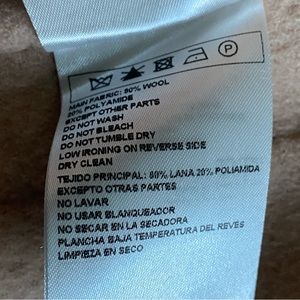 P
MAIN FABRIC: 80% WOOL
20% POLYAMIDE
EXCEPT OTHER PARTS
DO NOT WASH
DO NOT BLEACH
DO NOT TUMBLE DRY
LOW IRONING ON REVERSE SIDE
DRY CLEAN
TEJIDO PRINCIPAL: 80% LANA 20% POLIAMIDA
EXCEPTO OTRAS PARTES
NO LAVAR
NO USAR BLANQUEADOR
NO SECAR EN LA SECADORA
PLANCHA BAJA TEMPERATURA DEL REVES
LIMPIEZA EN SECO